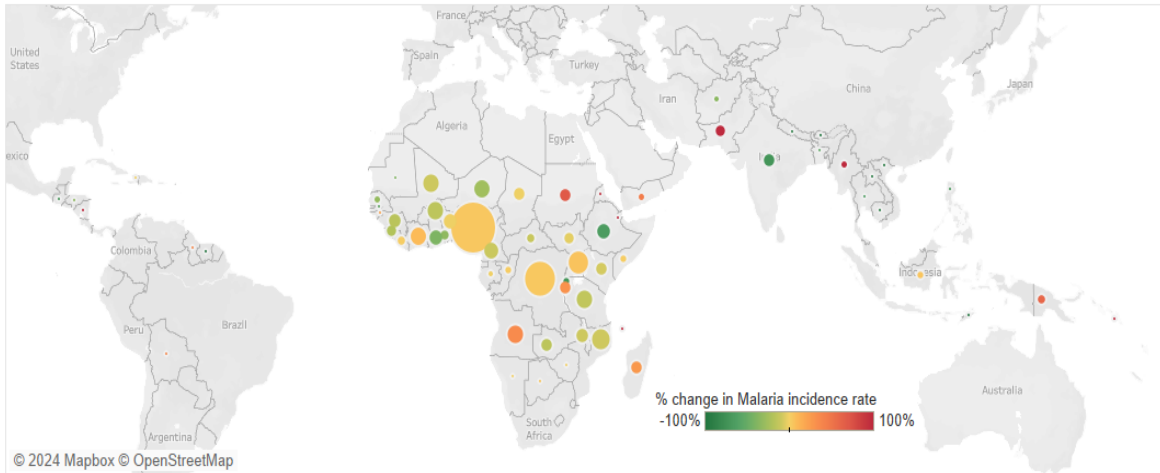 France
United
States
Spain
Turkey
Iran
China
Japan
Algeria
Egypt
exico
Colombia
Indonesia
Peru
Brazil
Australia
South
Africa
Argentina
% change in Malaria incidence rate
-100%
100%
© 2024 Mapbox © OpenStreetMap